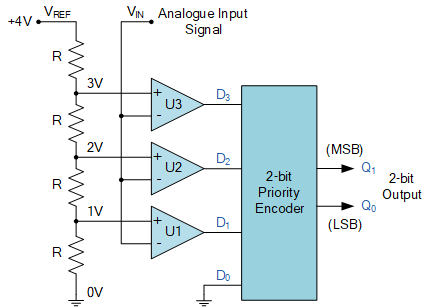 +4V
VREF
VIN
Analogue Input
Signal
R
3V
+
-
U3
D3
R
2V
+
-
U2
D2
R
1V
+
-
U1
D1
R
0V
D0
2-bit
Priority
Encoder
(MSB)
Q1
2-bit
Output
Q0
(LSB)